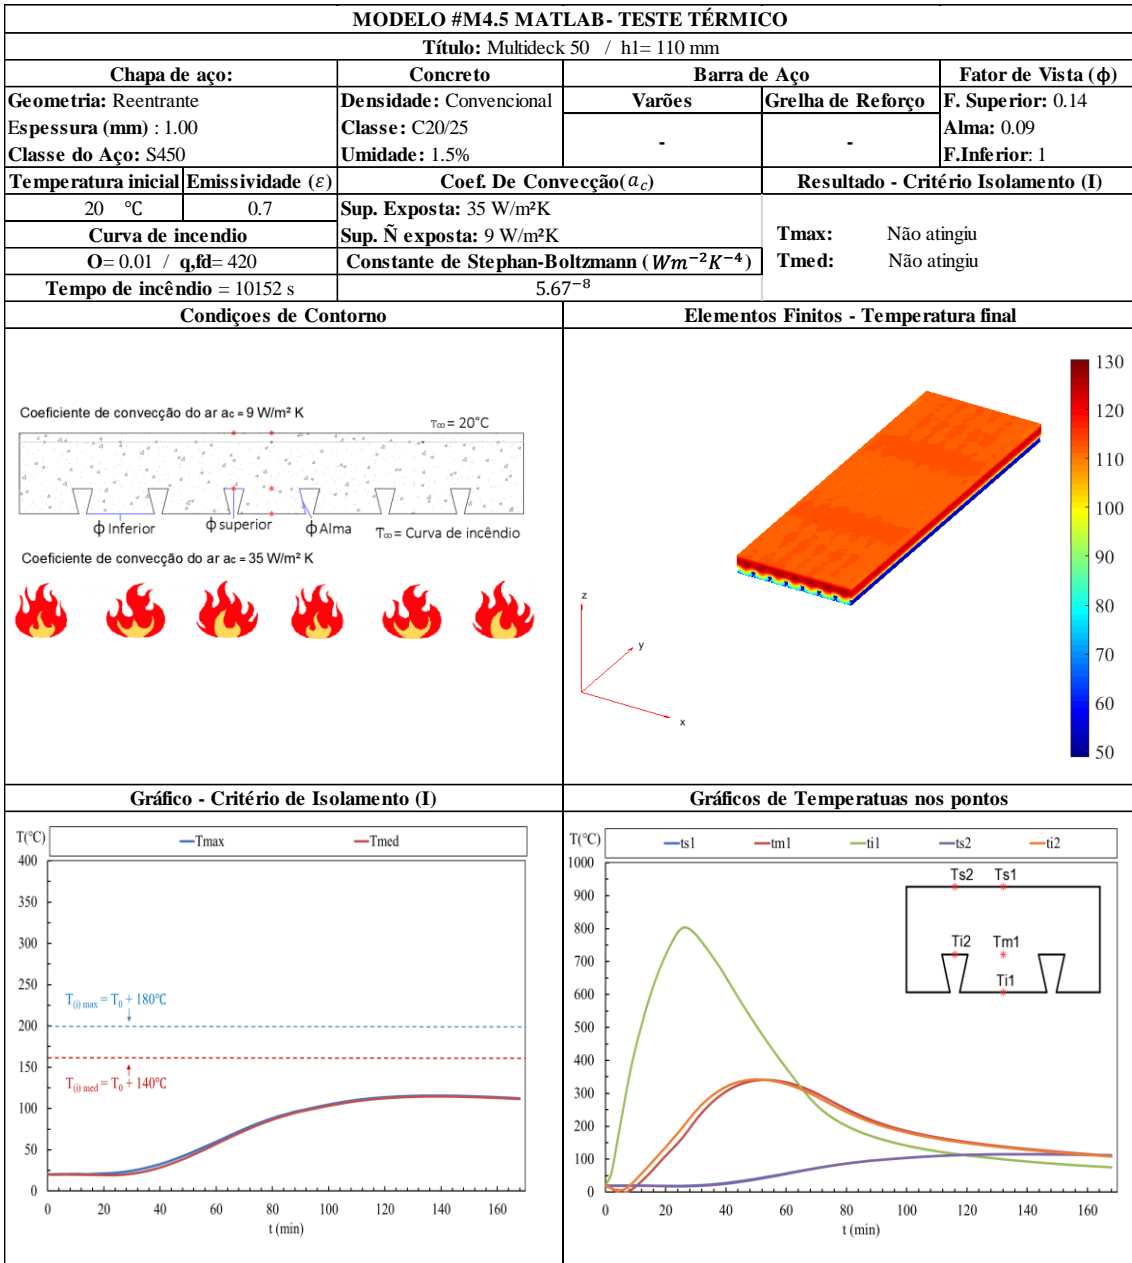 MODELO #M4.5 MATLAB- TESTE TÉRMICO
Título: Multideck 50 / h1= 110 mm
Chapa de aço:
Concreto
Barra de Aço
Fator de Vista (ϕ)
Geometria: Reentrante
Densidade: Convencional
Varões
Grelha de Reforço
F. Superior: 0.14
Espessura (mm) : 1.00
Classe: C20/25
-
-
Alma: 0.09
Classe do Aço: S450
Umidade: 1.5%
F.Inferior: 1
Temperatura inicial
Emissividade (ε)
Coef. De Convecção(a_c)
Resultado - Critério Isolamento (I)
20 ℃
0.7
Sup. Exposta: 35 W/m²K
Curva de incendio
Sup. Ñ exposta: 9 W/m²K
Tmax: Não atingiu
O= 0.01 / q,fd= 420
Constante de Stephan-Boltzmann (Wm⁻²K⁻⁴)
Tmed: Não atingiu
Tempo de incêndio = 10152 s
5.67⁻⁸
Condiçoes de Contorno
Elementos Finitos - Temperatura final
Coeficiente de convecção do ar ac = 9 W/m² K
T∞ = 20°C
ϕ Inferior
ϕ superior
ϕ Alma
T∞ = Curva de incêndio
Coeficiente de convecção do ar ac = 35 W/m² K
130
120
110
100
90
80
70
60
50
z
y
x
Gráfico - Critério de Isolamento (I)
Gráficos de Temperatuas nos pontos
T(℃)
Tmax
Tmed
400
350
300
250
200
150
100
50
0
T(i) max = T0 + 180℃
T(i) med = T0 + 140℃
0 20 40 60 80 100 120 140 160
t (min)
T(℃)
ts1
tm1
ti1
ts2
ti2
1000
900
800
700
600
500
400
300
200
100
0
Ts2
Ts1
Ti2
Tm1
Ti1
0 20 40 60 80 100 120 140 160
t (min)